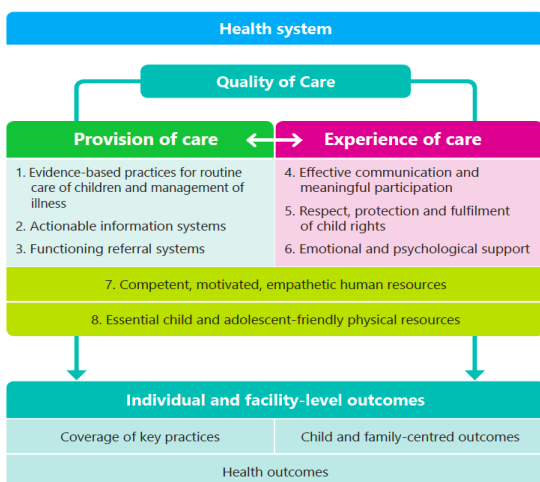 Health system
Quality of Care
Provision of care
Experience of care
1. Evidence-based practices for routine
care of children and management of
illness
2. Actionable information systems
3. Functioning referral systems
4. Effective communication and
meaningful participation
5. Respect, protection and fulfilment
of child rights
6. Emotional and psychological support
7. Competent, motivated, empathetic human resources
8. Essential child and adolescent-friendly physical resources
Individual and facility-level outcomes
Coverage of key practices
Child and family-centred outcomes
Health outcomes